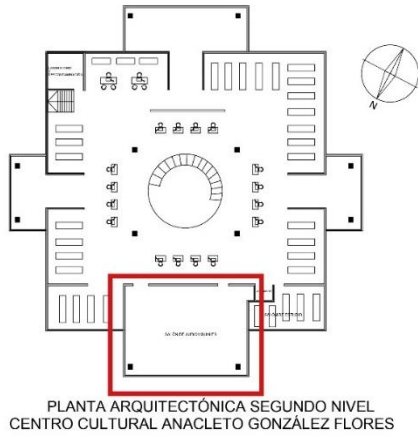 N
PLANTA ARQUITECTÓNICA SEGUNDO NIVEL
CENTRO CULTURAL ANACLETO GONZÁLEZ FLORES